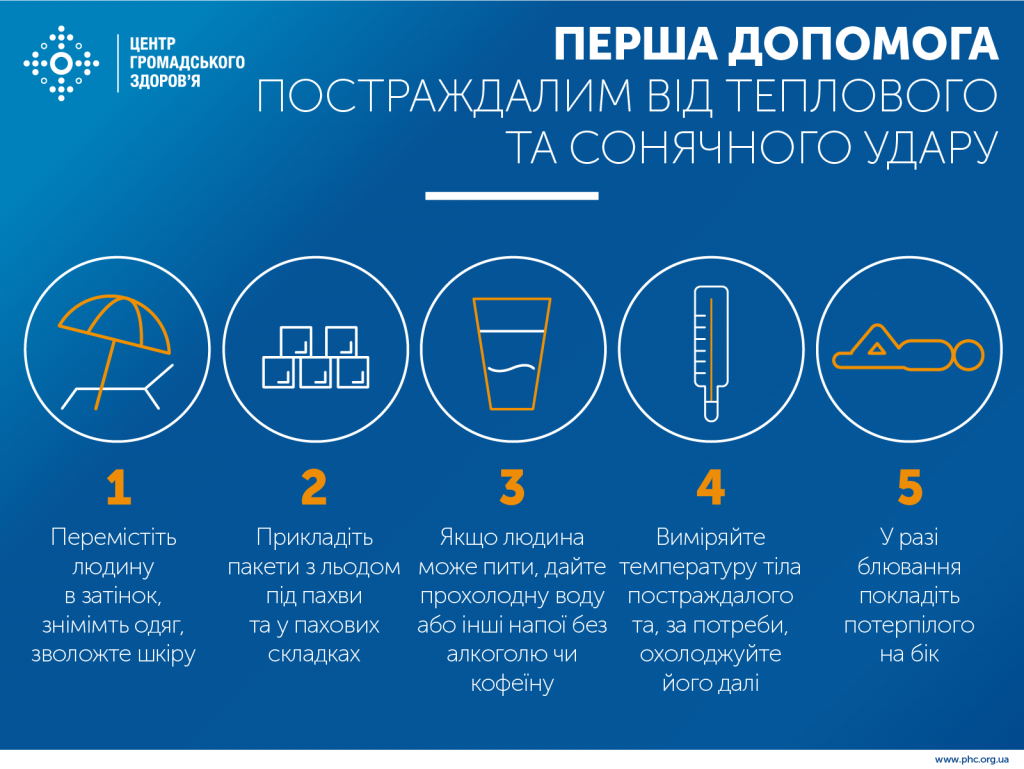 ЦЕНТР
ГРОМАДСЬКОГО
ЗДОРОВ'Я
ПЕРША ДОПОМОГА
ПОСТРАЖДАЛИМ ВІД ТЕПЛОВОГО
ТА СОНЯЧНОГО УДАРУ
1
Перемістіть
людину
в затінок,
знімімть одяг,
зволожте шкіру
2
Прикладіть
пакети з льодом
під пахви
та у пахових
складках
3
Якщо людина
може пити, дайте
прохолодну воду
або інші напої без
алкоголю чи
кофеїну
4
Виміряйте
температуру тіла
постраждалого
та, за потреби,
охолоджуйте
його далі
5
У разі
блювання
покладіть
потерпілого
на бік
www.phc.org.ua